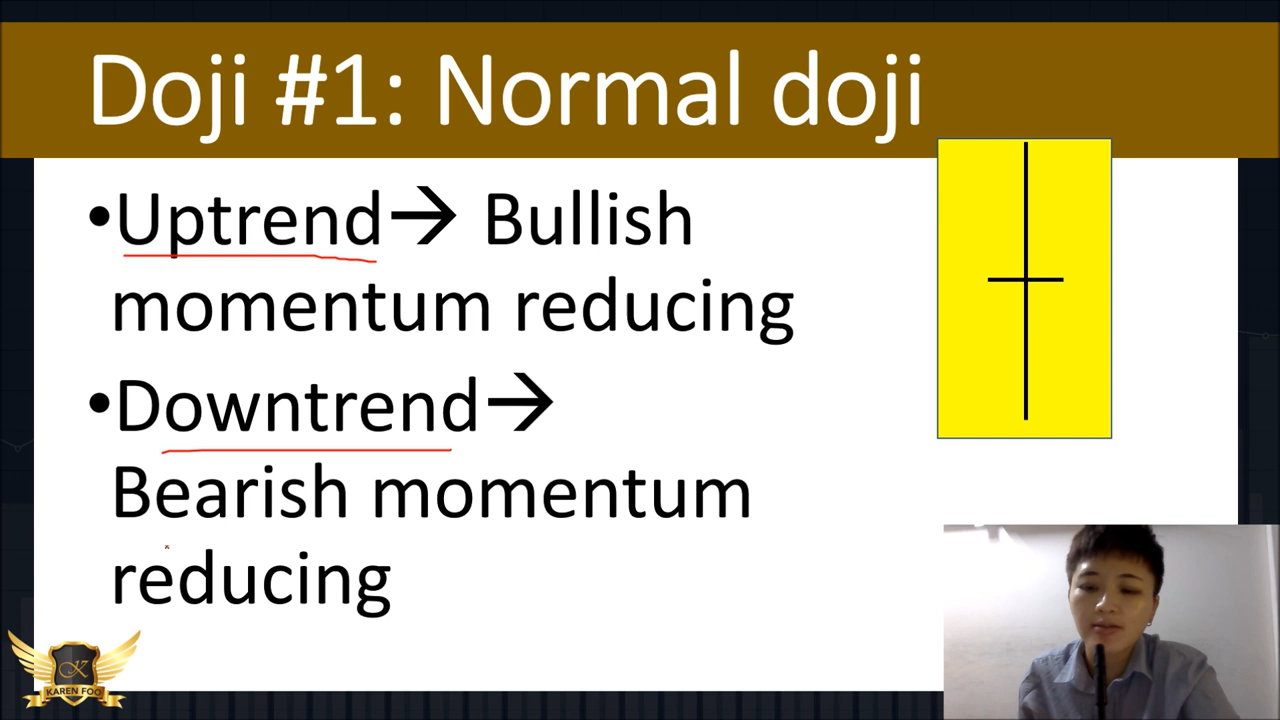 Doji #1: Normal doji
•Uptrend→ Bullish
momentum reducing
•Downtrend→
Bearish momentum
reducing
K
KAREN FOO